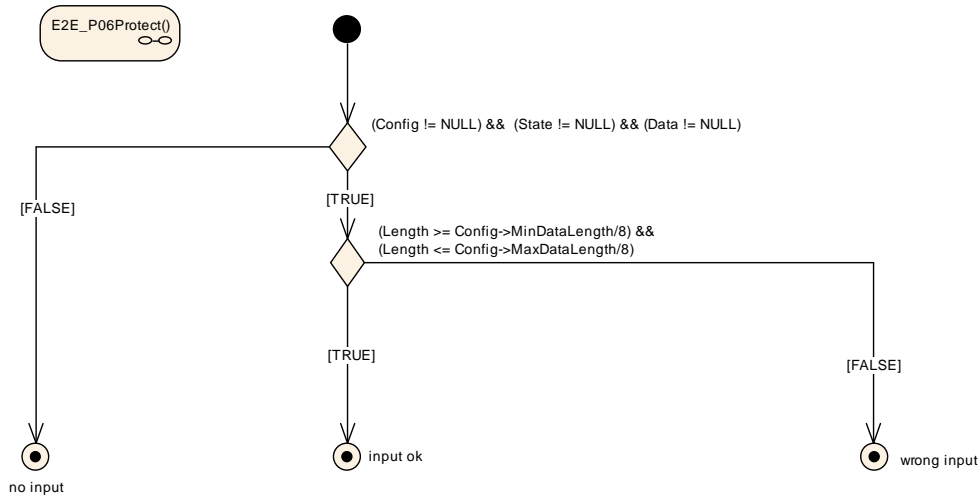 E2E_P06Protect()
(Config != NULL) &&  (State != NULL) && (Data != NULL)
[FALSE]
[TRUE]
(Length >= Config->MinDataLength/8) &&
(Length <= Config->MaxDataLength/8)
[TRUE]
[FALSE]
input ok
wrong input
no input